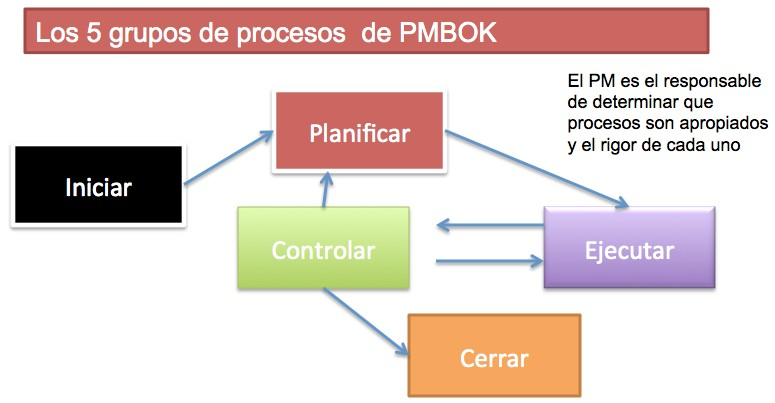 Los 5 grupos de procesos de PMBOK
El PM es el responsable
de determinar que
procesos son apropiados
y el rigor de cada uno
Planificar
Iniciar
Controlar
Ejecutar
Cerrar